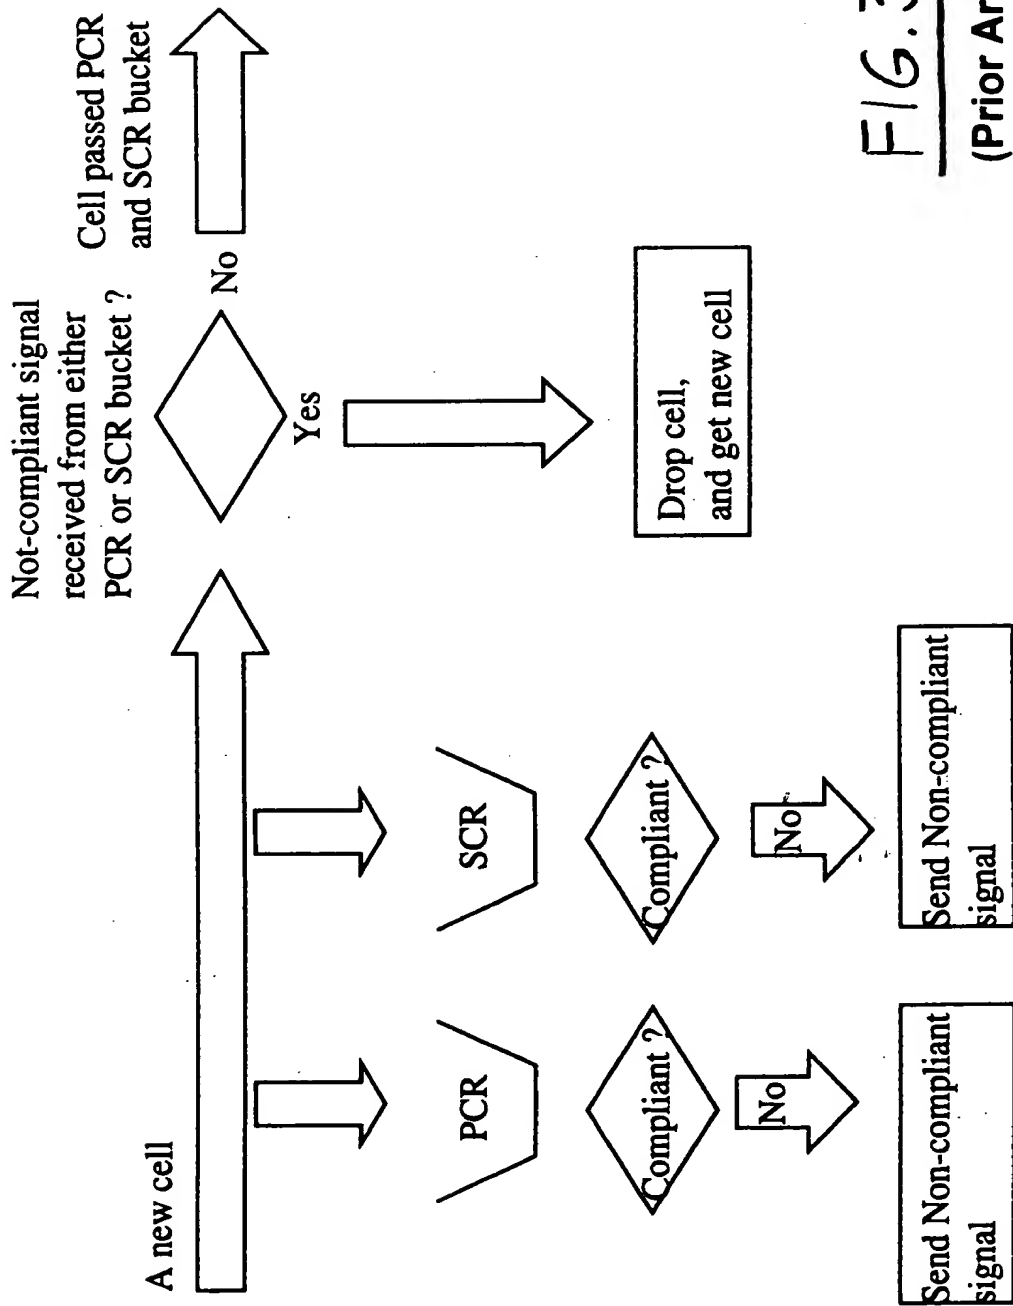 A new cell
Not-compliant signal
received from either
PCR or SCR bucket ?
Cell passed PCR
and SCR bucket
No
Yes
PCR
SCR
Compliant ?
Compliant ?
No
No
Drop cell,
and get new cell
Send Non-compliant
signal
Send Non-compliant
signal
FIG. 3
(Prior Ar